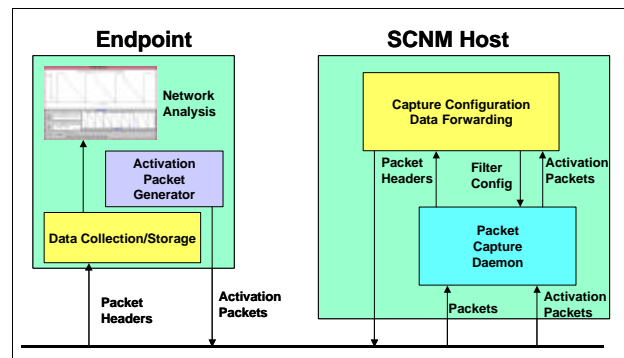 Endpoint
SCNM Host
Network
Analysis
Activation
Packet
Generator
Data Collection/Storage
Packet
Headers
Activation
Packets
Capture Configuration
Data Forwarding
Packet
Headers
Filter
Config
Activation
Packets
Packet
Capture
Daemon
Packets
Activation
Packets